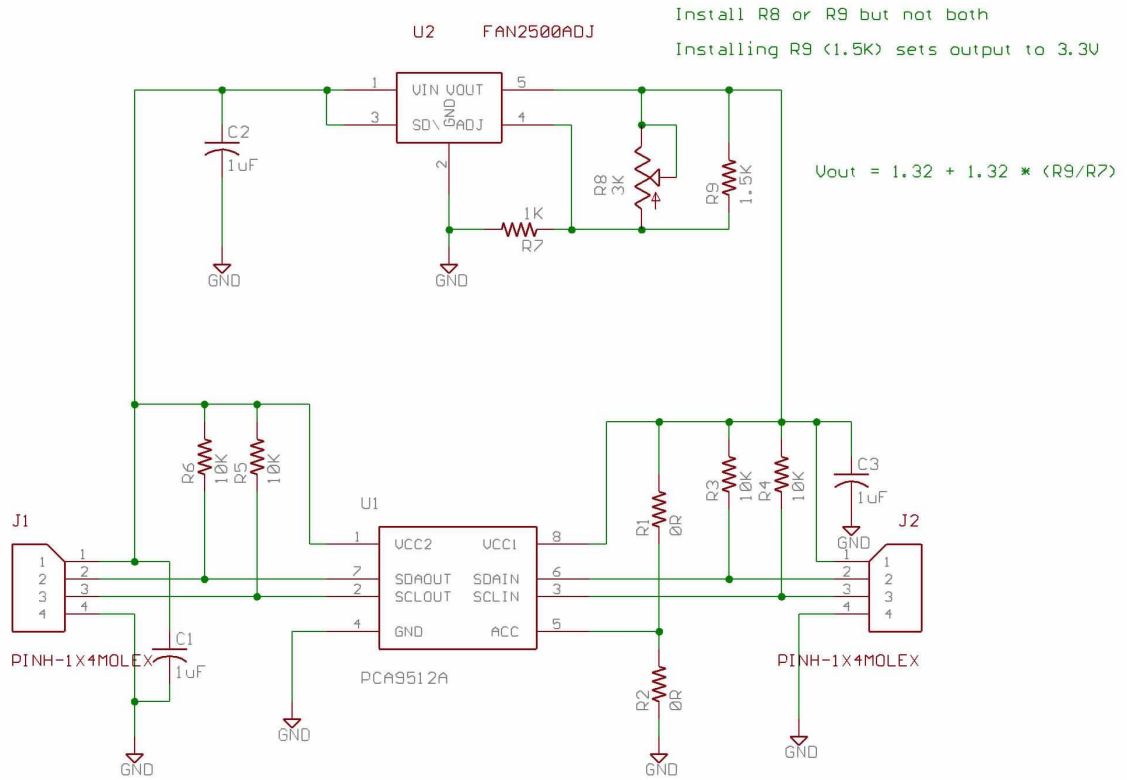 Install R8 or R9 but not both
U2 FAN2500ADJ
Installing R9 (1.5K) sets output to 3.3V
1 VIN VOUT 5
GND
3 SD\ ADJ 4
2
C2
1uF
R8
3K
R9
1.5K
Vout = 1.32 + 1.32 * (R9/R7)
1K
R7
GND
GND
R6
10K
R5
10K
R3
10K
R4
10K
C3
1uF
GND
U1
R1
0R
J1
J2
1 1
2 2
3 3
4 4
1 VCC2 VCC1 8
7 SDAOUT SDAIN 6
2 SCLOUT SCLIN 3
4 GND ACC 5
1 1
2 2
3 3
4 4
C1
1uF
PINH-1X4MOLEX
PINH-1X4MOLEX
PCA9512A
R2
0R
GND
GND
GND
GND